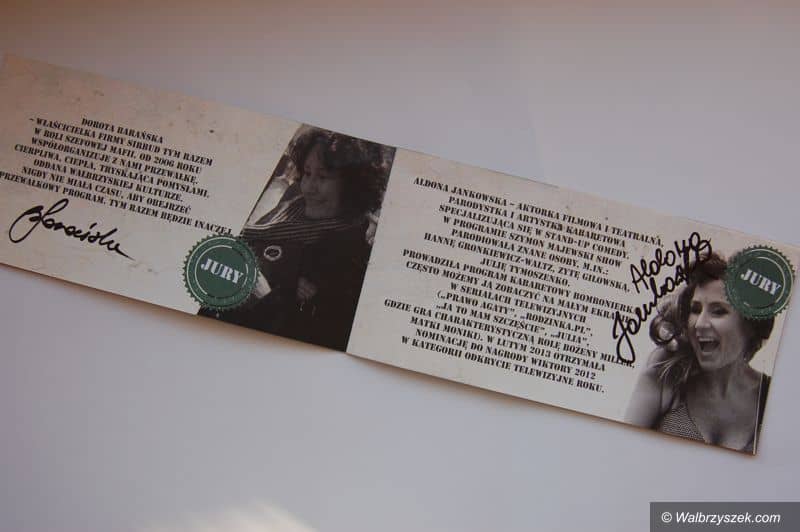 DOROTA BARAŃSKA
– WŁAŚCICIELKA FIRMY SIRBUD TYM RAZEM
W ROLI SZEFOWEJ MAFII. OD 2006 ROKU
WSPÓŁORGANIZUJE Z NAMI PRZEWAŁKĘ.
CIERPLIWA, CIEPŁA, TRYSKAJĄCA POMYSŁAMI,
ODDANA WAŁBRZYSKIEJ KULTURZE.
NIGDY NIE MIAŁA CZASU, ABY OBEJRZEĆ
PRZEWAŁKOWY PROGRAM. TYM RAZEM BĘDZIE INACZEJ.
JURY
ALDONA JANKOWSKA – AKTORKA FILMOWA I TEATRALNA,
PARODYSTKA I ARTYSTKA KABARETOWA
SPECJALIZUJĄCA SIĘ W STAND-UP COMEDY.
W PROGRAMIE SZYMON MAJEWSKI SHOW
PARODIOWAŁA ZNANE OSOBY, M.IN.:
HANNĘ GRONKIEWICZ-WALTZ, ZYTĘ GILOWSKĄ,
JULIĘ TYMOSZENKO.
PROWADZIŁA PROGRAM KABARETOWY BOMBONIERKA
CZĘSTO MOŻEMY JĄ ZOBACZYĆ NA MAŁYM EKRANIE
W SERIALACH TELEWIZYJNYCH
(„PRAWO AGATY”, „RODZINKA.PL”,
„JA TO MAM SZCZĘŚCIE”, „JULIA”,
GDZIE GRA CHARAKTERYSTYCZNĄ ROLĘ BOŻENY MILLER,
MATKI MONIKI. W LUTYM 2013 OTRZYMAŁA
NOMINACJĘ DO NAGRODY WIKTORY 2012
W KATEGORII ODKRYCIE TELEWIZYJNE ROKU.
Aldona
Jankowska
JURY
© Walbrzyszek.com